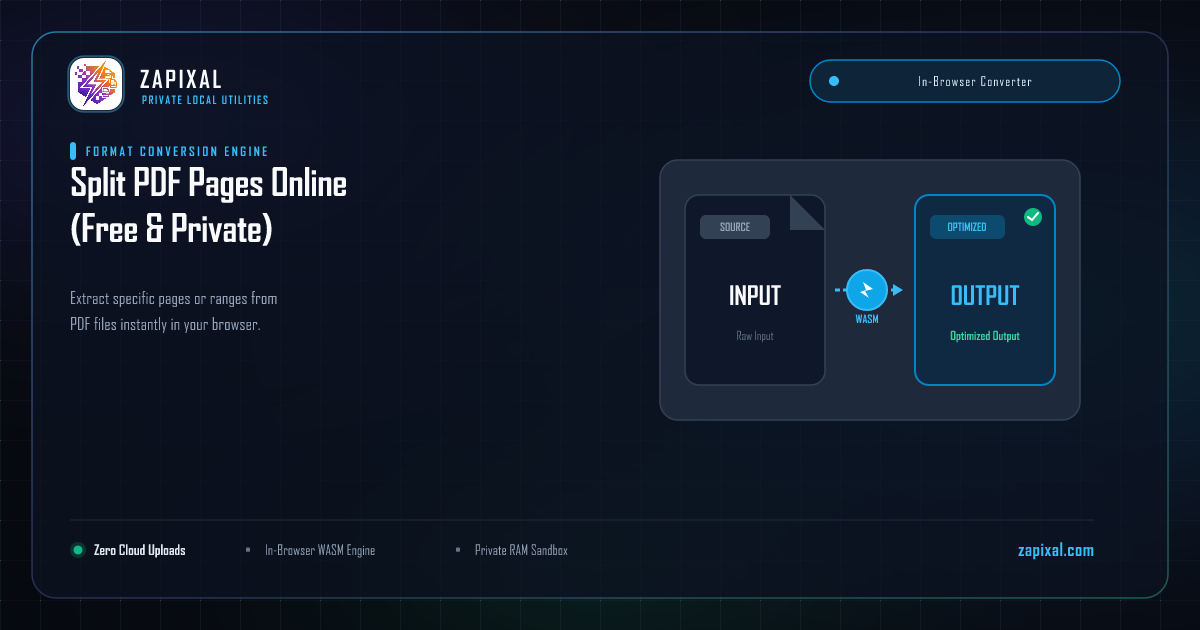 ZAPIXAL
PRIVATE LOCAL UTILITIES
In-Browser Converter
FORMAT CONVERSION ENGINE
Split PDF Pages Online
(Free & Private)
Extract specific pages or ranges from
PDF files instantly in your browser.
SOURCE
INPUT
Raw Input
WASM
OPTIMIZED
OUTPUT
Optimized Output
Zero Cloud Uploads
In-Browser WASM Engine
Private RAM Sandbox
zapixal.com